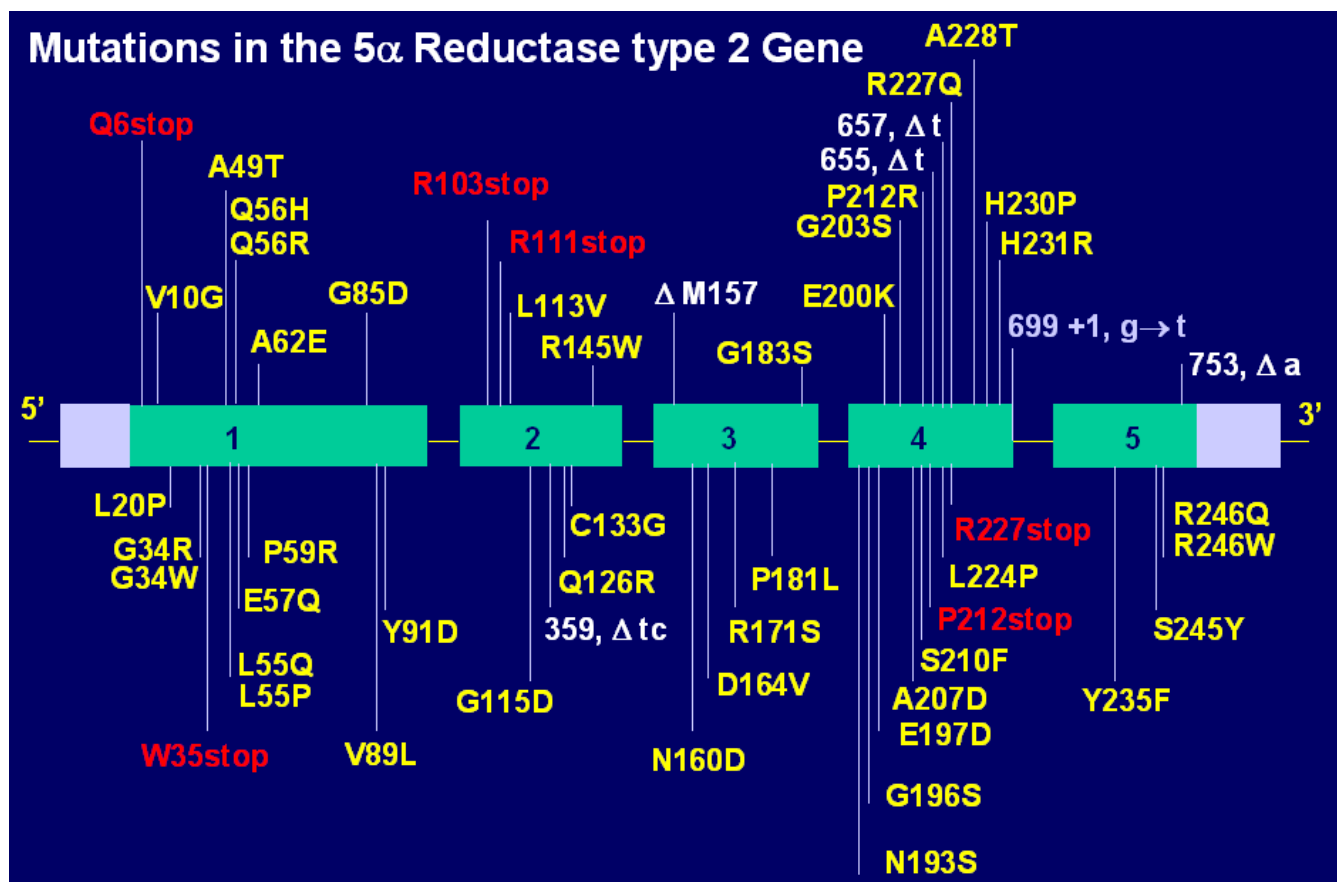 Mutations in the 5α Reductase type 2 Gene
A228T
R227Q
Q6stop
657, Δ t
A49T
655, Δ t
R103stop
P212R
Q56H
H230P
G203S
Q56R
R111stop
H231R
V10G
G85D
L113V
Δ M157
E200K
A62E
R145W
G183S
699 +1, g→t
753, Δ a
5’
3’
1
2
3
4
5
L20P
C133G
R246Q
G34R
P59R
R227stop
R246W
G34W
Q126R
P181L
L224P
E57Q
Y91D
359, Δ tc
R171S
P212stop
S245Y
L55Q
S210F
L55P
G115D
D164V
A207D
Y235F
W35stop
V89L
N160D
E197D
G196S
N193S